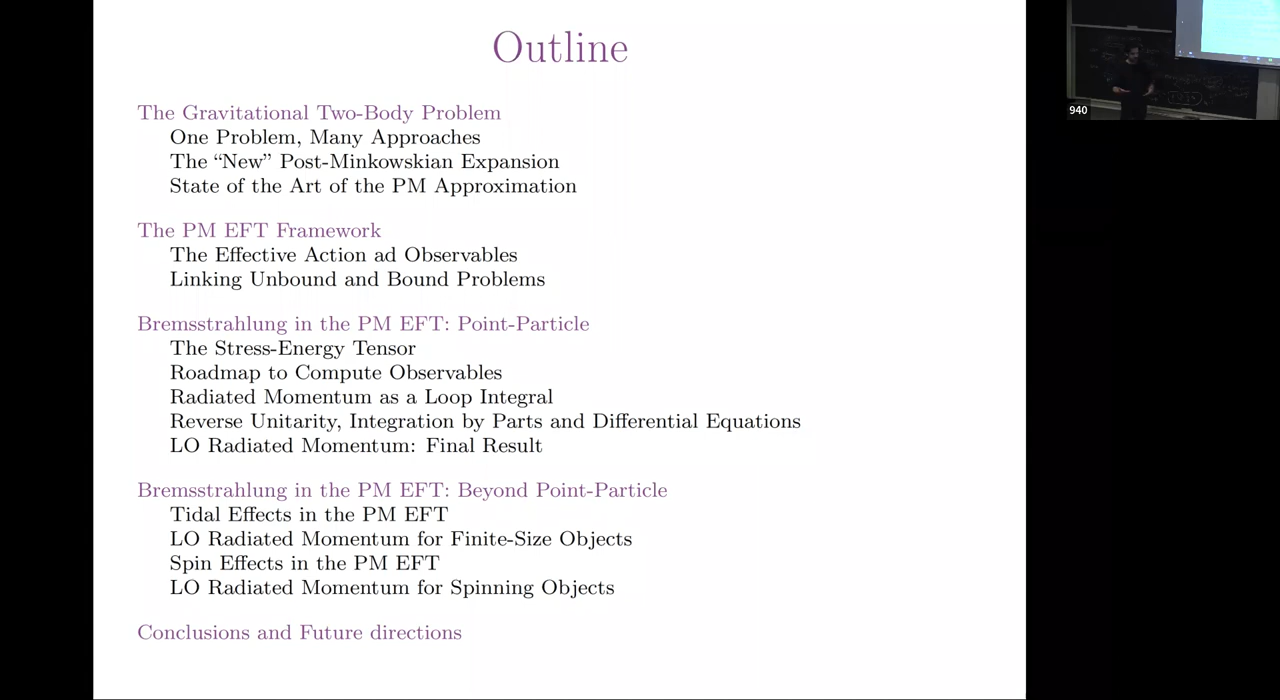 Outline
The Gravitational Two-Body Problem
One Problem, Many Approaches
The “New” Post-Minkowskian Expansion
State of the Art of the PM Approximation
The PM EFT Framework
The Effective Action ad Observables
Linking Unbound and Bound Problems
Bremsstrahlung in the PM EFT: Point-Particle
The Stress-Energy Tensor
Roadmap to Compute Observables
Radiated Momentum as a Loop Integral
Reverse Unitarity, Integration by Parts and Differential Equations
LO Radiated Momentum: Final Result
Bremsstrahlung in the PM EFT: Beyond Point-Particle
Tidal Effects in the PM EFT
LO Radiated Momentum for Finite-Size Objects
Spin Effects in the PM EFT
LO Radiated Momentum for Spinning Objects
Conclusions and Future directions
940